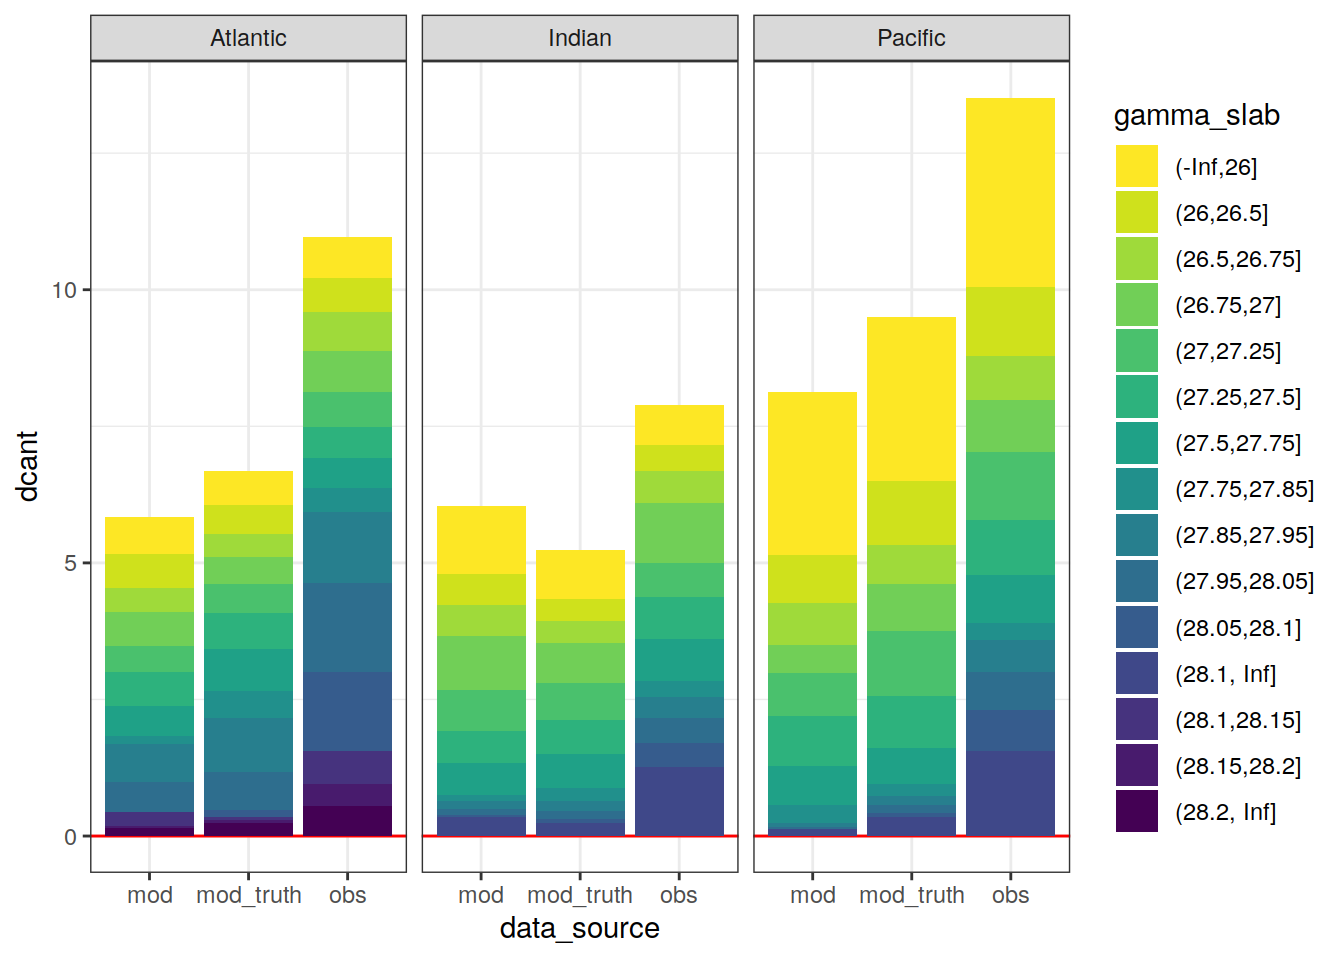 Atlantic Indian Pacific
gamma_slab
(-Inf,26]
(26,26.5]
(26.5,26.75]
(26.75,27]
(27,27.25]
(27.25,27.5]
(27.5,27.75]
(27.75,27.85]
(27.85,27.95]
(27.95,28.05]
(28.05,28.1]
(28.1, Inf]
(28.1,28.15]
(28.15,28.2]
(28.2, Inf]
10
5
0
dcant
mod mod_truth obs mod mod_truth obs mod mod_truth obs
data_source